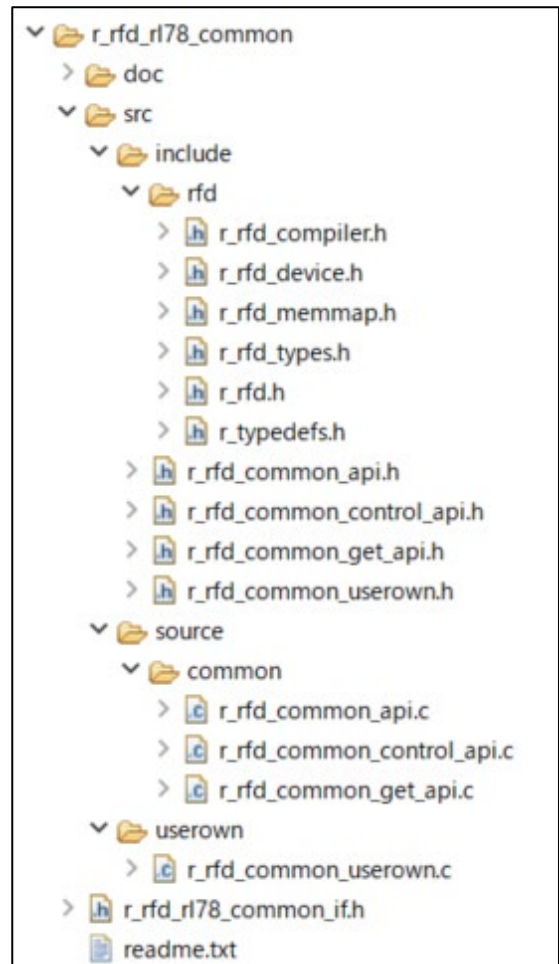 r_rfd_rl78_common
doc
src
include
rfd
r_rfd_compiler.h
r_rfd_device.h
r_rfd_memmap.h
r_rfd_types.h
r_rfd.h
r_typedefs.h
r_rfd_common_api.h
r_rfd_common_control_api.h
r_rfd_common_get_api.h
r_rfd_common_userown.h
source
common
r_rfd_common_api.c
r_rfd_common_control_api.c
r_rfd_common_get_api.c
userown
r_rfd_common_userown.c
r_rfd_rl78_common_if.h
readme.txt